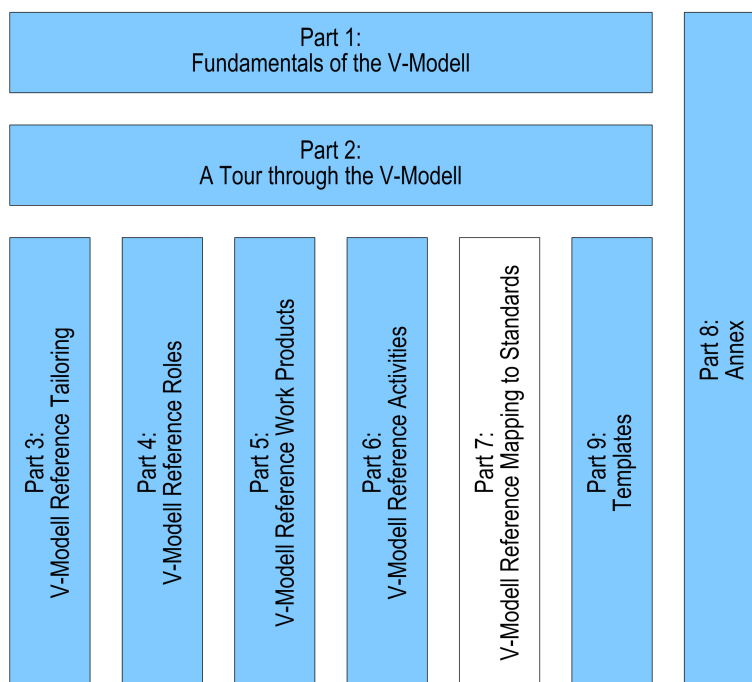 Part 1:
Fundamentals of the V-Modell
Part 2:
A Tour through the V-Modell
Part 3:
V-Modell Reference Tailoring
Part 4:
V-Modell Reference Roles
Part 5:
V-Modell Reference Work Products
Part 6:
V-Modell Reference Activities
Part 7:
V-Modell Reference Mapping to Standards
Part 9:
Templates
Part 8:
Annex